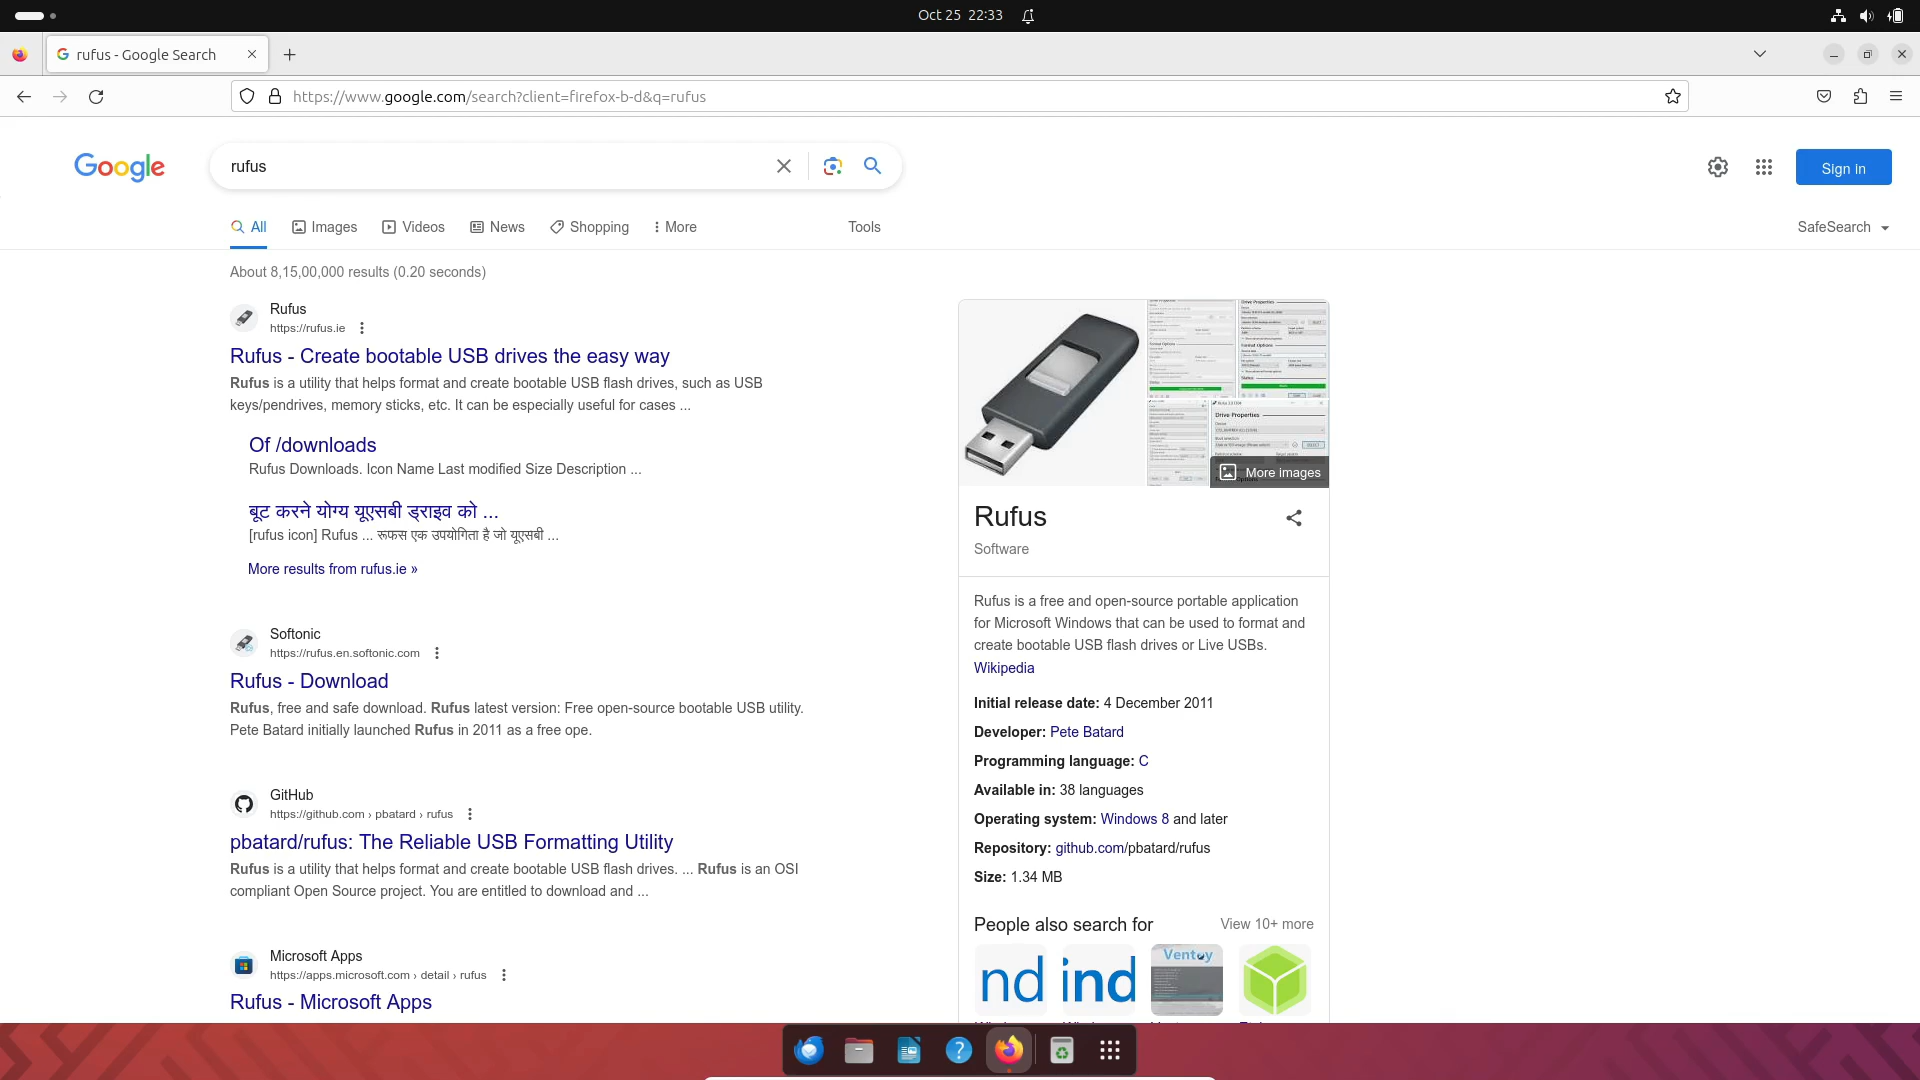 Oct 25 22:33
rufus - Google Search
https://www.google.com/search?client=firefox-b-d&q=rufus
Google
rufus
Sign in
All
Images
Videos
News
Shopping
More
Tools
SafeSearch
About 8,15,00,000 results (0.20 seconds)
Rufus
https://rufus.ie
Rufus - Create bootable USB drives the easy way
Rufus is a utility that helps format and create bootable USB flash drives, such as USB
keys/pendrives, memory sticks, etc. It can be especially useful for cases ...
Of /downloads
Rufus Downloads. Icon Name Last modified Size Description ...
बूट करने योग्य यूएसबी ड्राइव को ...
[rufus icon] Rufus ... रूफस एक उपयोगिता है जो यूएसबी ...
More results from rufus.ie »
Softonic
https://rufus.en.softonic.com
Rufus - Download
Rufus, free and safe download. Rufus latest version: Free open-source bootable USB utility.
Pete Batard initially launched Rufus in 2011 as a free ope.
GitHub
https://github.com › pbatard › rufus
pbatard/rufus: The Reliable USB Formatting Utility
Rufus is a utility that helps format and create bootable USB flash drives. ... Rufus is an OSI
compliant Open Source project. You are entitled to download and ...
Microsoft Apps
https://apps.microsoft.com › detail › rufus
Rufus - Microsoft Apps
Drive Properties
Format Options
Drive Properties
More images
Rufus
Software
Rufus is a free and open-source portable application
for Microsoft Windows that can be used to format and
create bootable USB flash drives or Live USBs.
Wikipedia
Initial release date: 4 December 2011
Developer: Pete Batard
Programming language: C
Available in: 38 languages
Operating system: Windows 8 and later
Repository: github.com/pbatard/rufus
Size: 1.34 MB
People also search for
View 10+ more
nd
ind
Ventoy